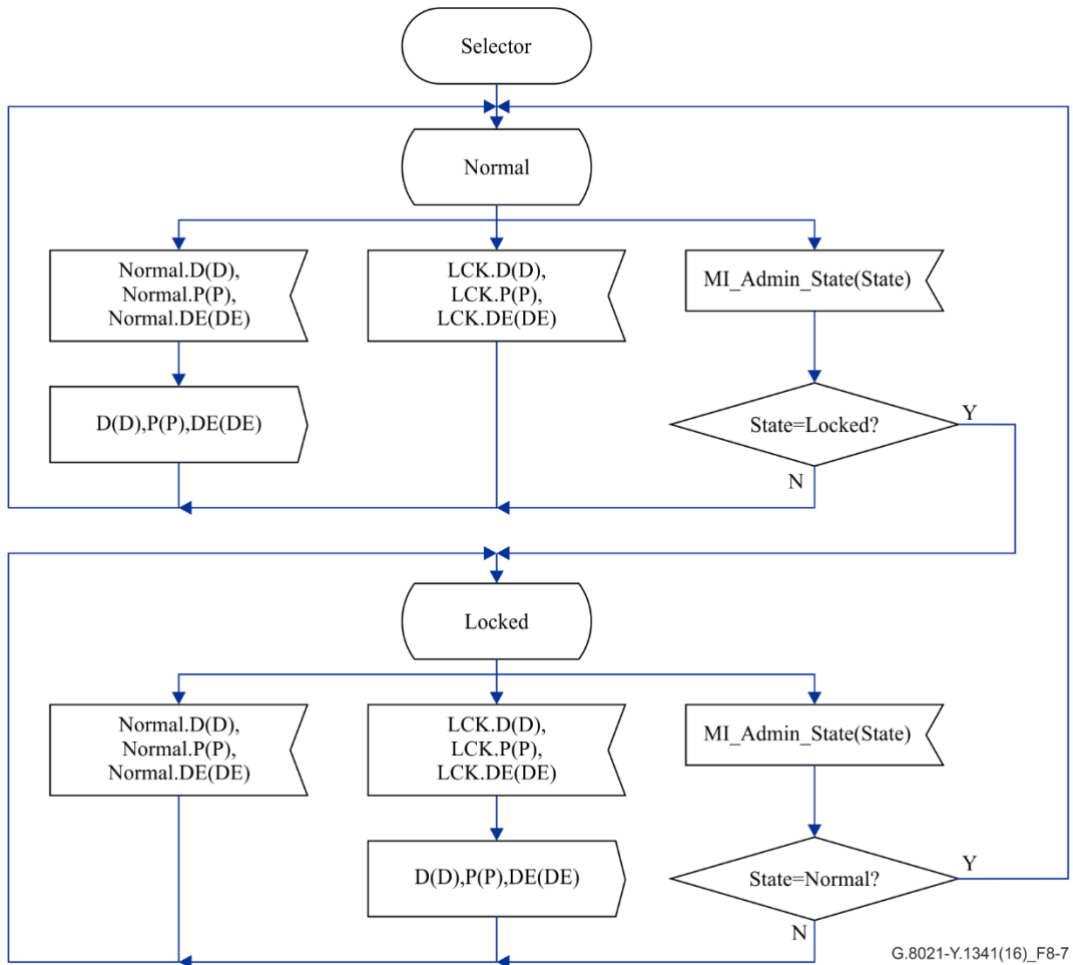 Selector
Normal
Normal.D(D),
Normal.P(P),
Normal.DE(DE)
LCK.D(D),
LCK.P(P),
LCK.DE(DE)
MI_Admin_State(State)
D(D),P(P),DE(DE)
State=Locked?
Y
N
Locked
Normal.D(D),
Normal.P(P),
Normal.DE(DE)
LCK.D(D),
LCK.P(P),
LCK.DE(DE)
MI_Admin_State(State)
D(D),P(P),DE(DE)
State=Normal?
Y
N
G.8021-Y.1341(16)_F8-7